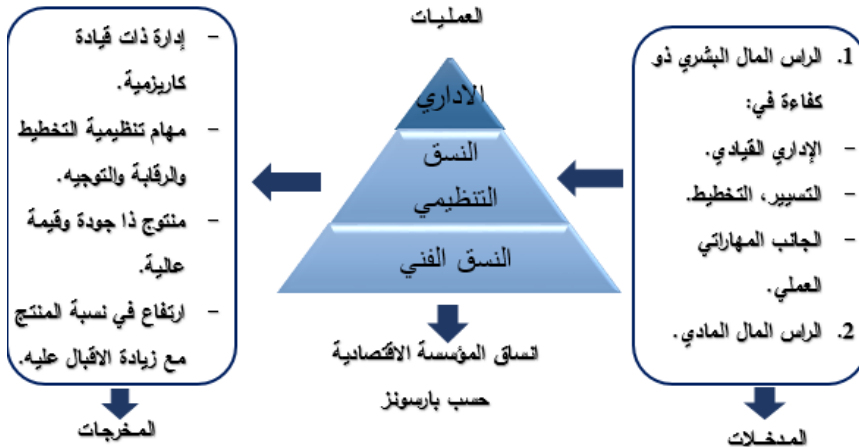 العمليات
1. الراس المال البشري ذو
كفاءة في:
- الإداري القيادي.
- التسيير، التخطيط.
- الجانب المهاراتي
العملي.
2. الراس المال المادي.
المدخلات
الاداري
النسق
التنظيمي
النسق الفني
انساق المؤسسة الاقتصادية
حسب بارسونز
- إدارة ذات قيادة
كاريزمية.
- مهام تنظيمية التخطيط
والرقابة والتوجيه.
- منتوج ذا جودة وقيمة
عالية.
- ارتفاع في نسبة المنتج
مع زيادة الاقبال عليه.
المخرجات